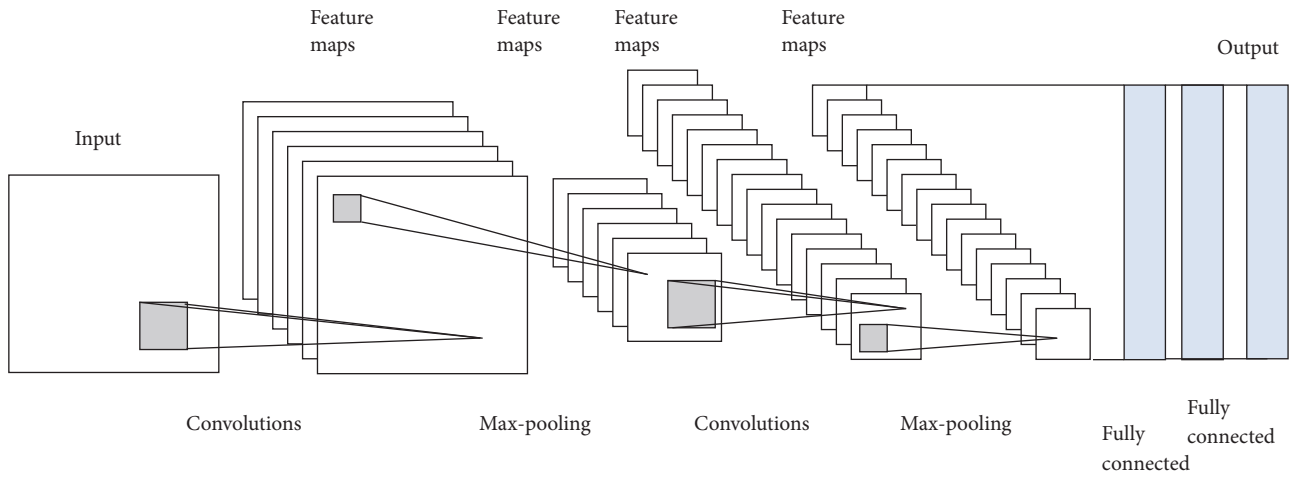 Feature
maps
Feature
maps
Feature
maps
Feature
maps
Output
Input
Convolutions
Max-pooling
Convolutions
Max-pooling
Fully
connected
Fully
connected